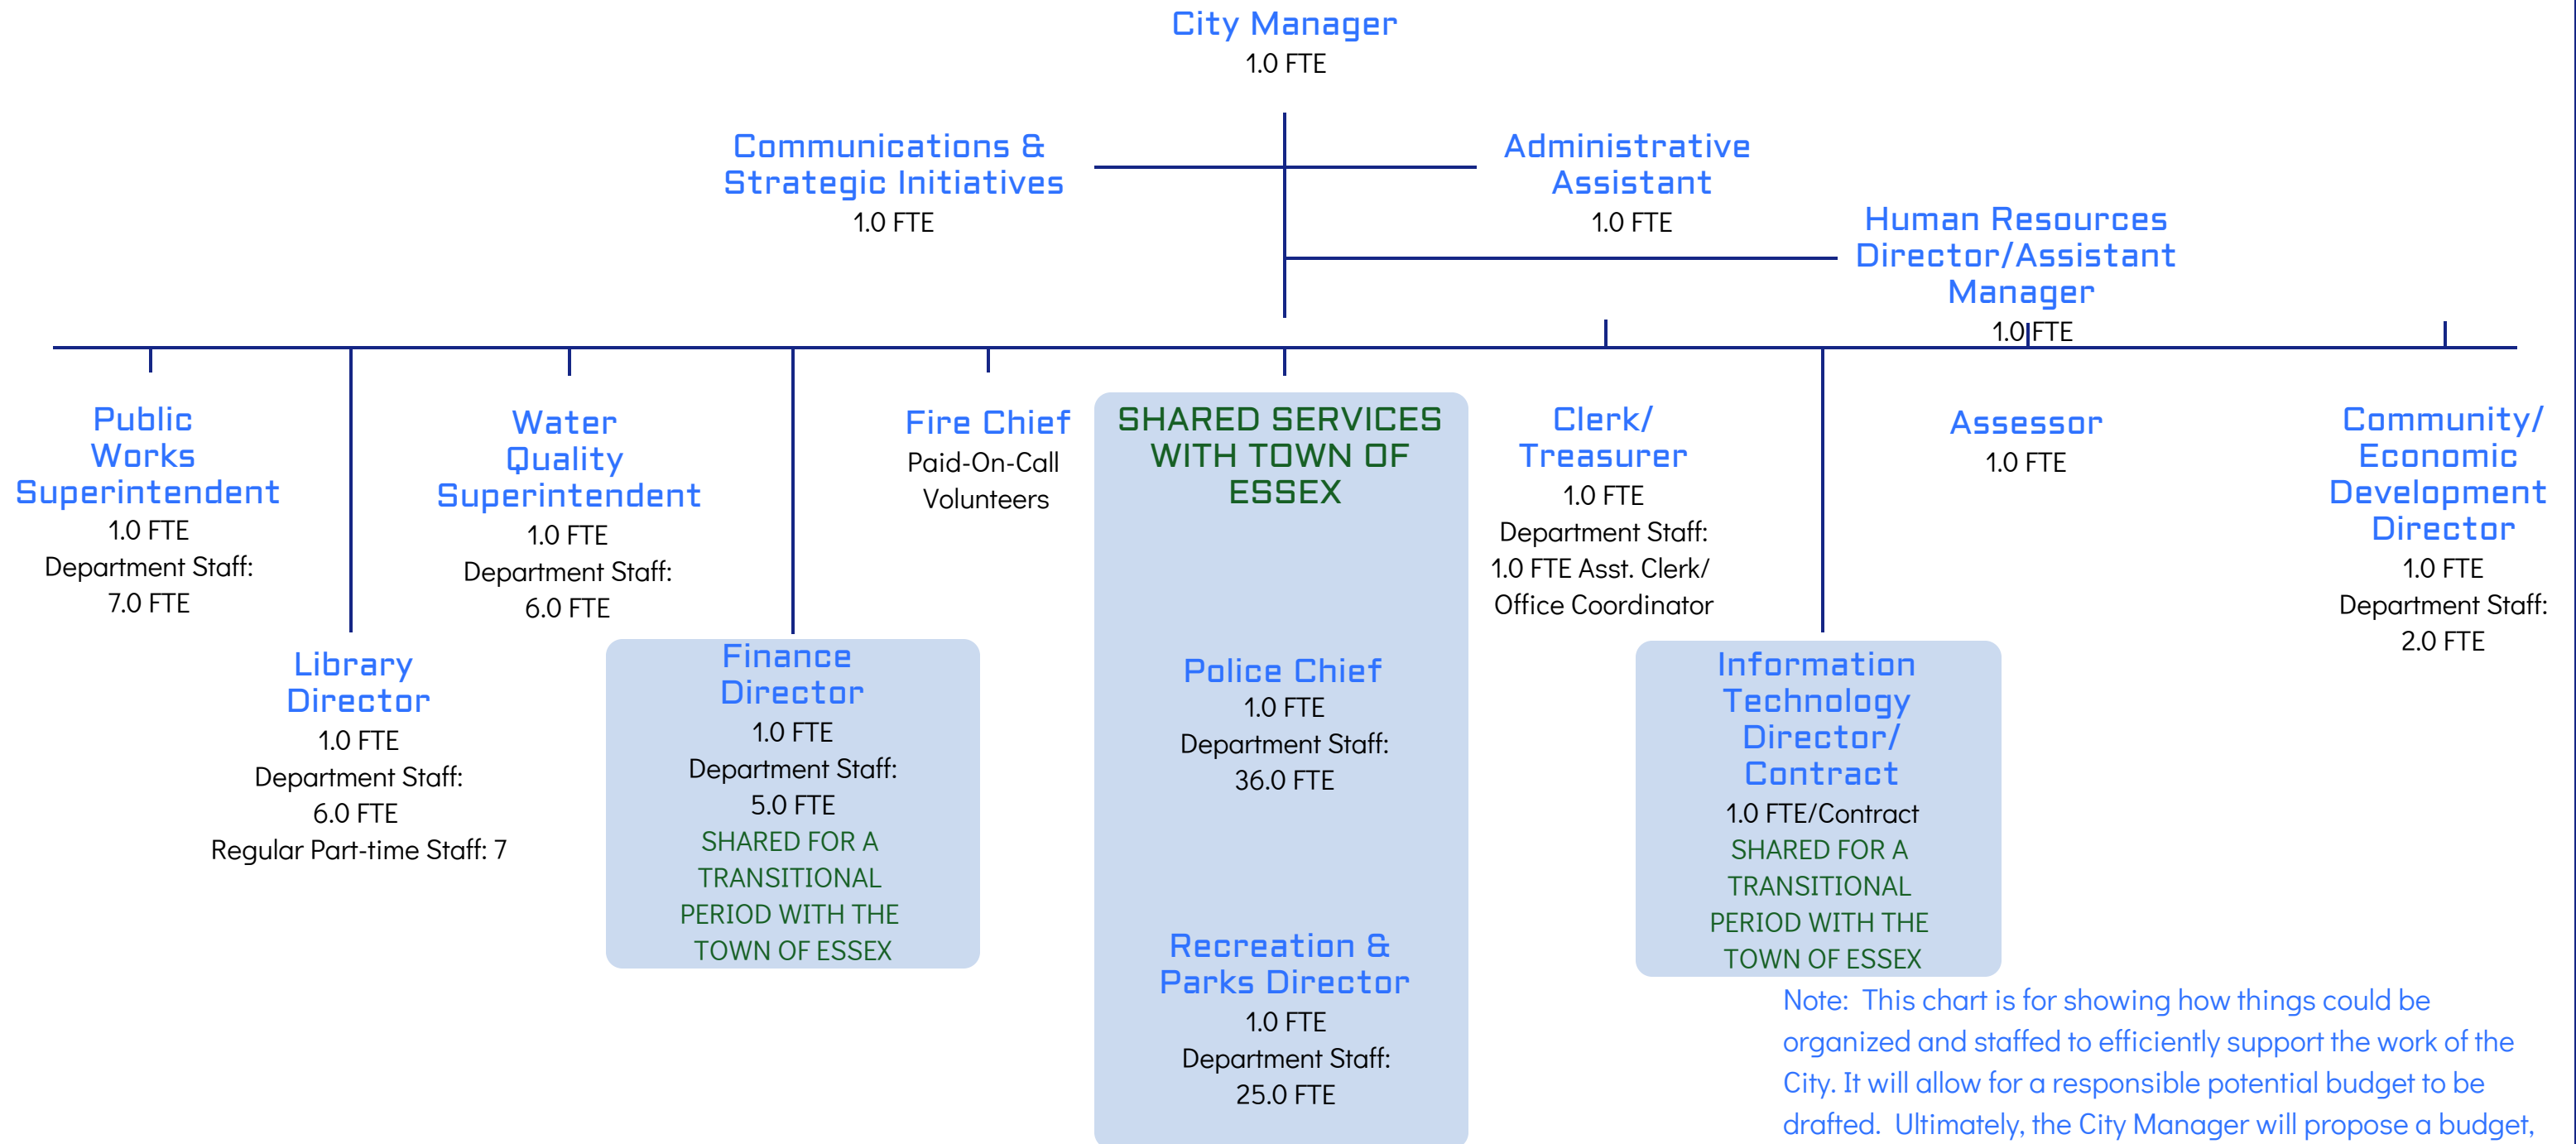 City Manager
1.0 FTE
Communications &
Strategic Initiatives
1.0 FTE
Administrative
Assistant
1.0 FTE
Human Resources
Director/Assistant
Manager
1.0 FTE
Public
Works
Superintendent
1.0 FTE
Department Staff:
7.0 FTE
Library
Director
1.0 FTE
Department Staff:
6.0 FTE
Regular Part-time Staff: 7
Water
Quality
Superintendent
1.0 FTE
Department Staff:
6.0 FTE
Finance
Director
1.0 FTE
Department Staff:
5.0 FTE
SHARED FOR A
TRANSITIONAL
PERIOD WITH THE
TOWN OF ESSEX
Fire Chief
Paid-On-Call
Volunteers
SHARED SERVICES
WITH TOWN OF
ESSEX
Police Chief
1.0 FTE
Department Staff:
36.0 FTE
Recreation &
Parks Director
1.0 FTE
Department Staff:
25.0 FTE
Clerk/
Treasurer
1.0 FTE
Department Staff:
1.0 FTE Asst. Clerk/
Office Coordinator
Information
Technology
Director/
Contract
1.0 FTE/Contract
SHARED FOR A
TRANSITIONAL
PERIOD WITH THE
TOWN OF ESSEX
Assessor
1.0 FTE
Community/
Economic
Development
Director
1.0 FTE
Department Staff:
2.0 FTE
Note: This chart is for showing how things could be
organized and staffed to efficiently support the work of the
City. It will allow for a responsible potential budget to be
drafted. Ultimately, the City Manager will propose a budget,